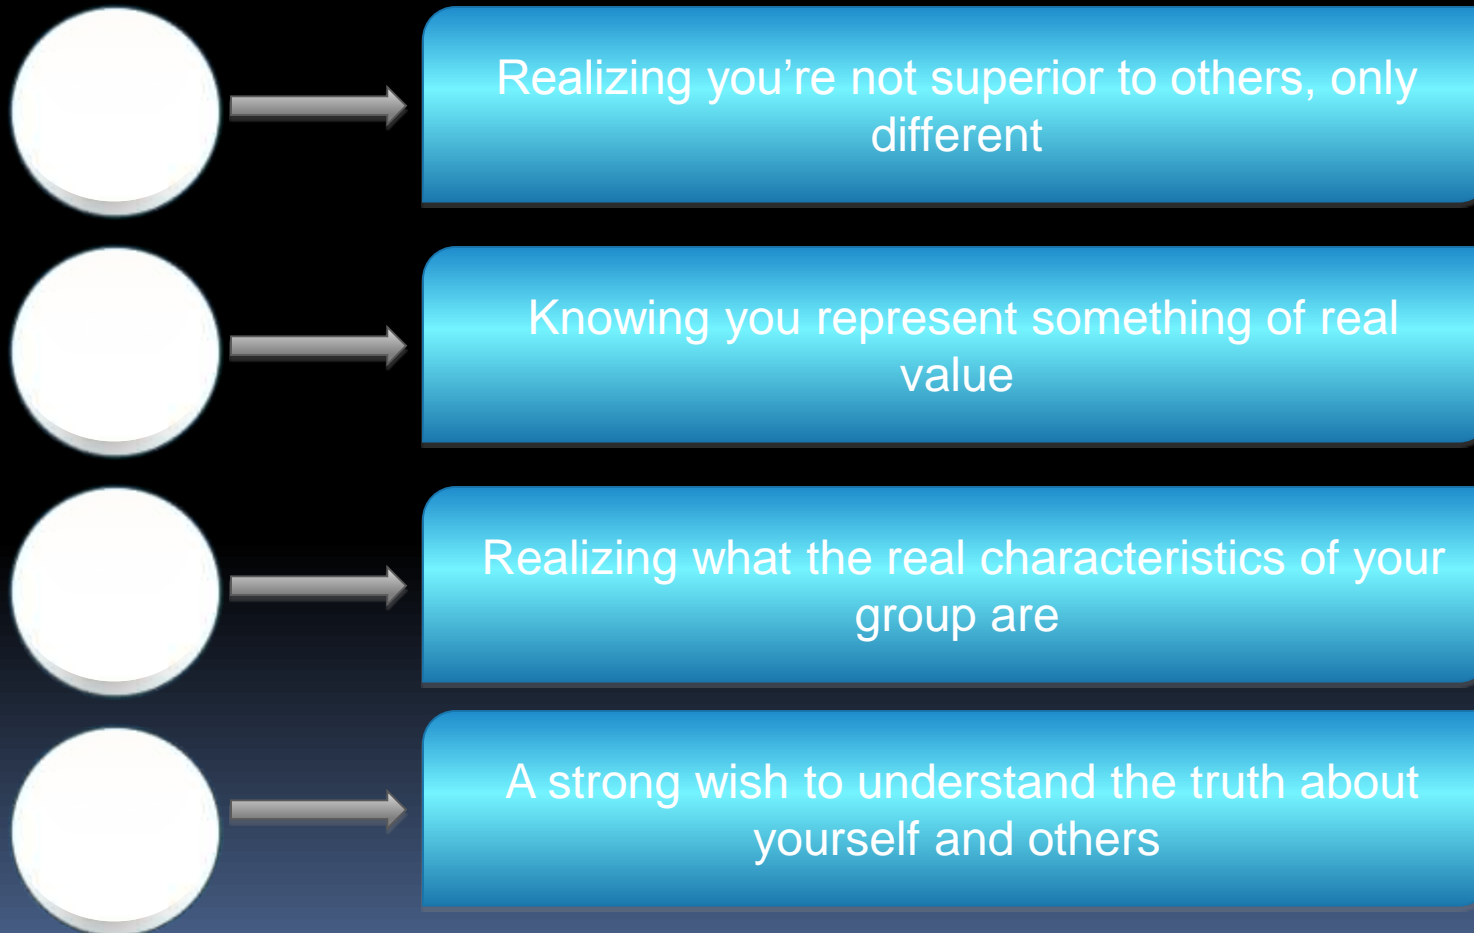 Realizing you’re not superior to others, only
different
Knowing you represent something of real
value
Realizing what the real characteristics of your
group are
A strong wish to understand the truth about
yourself and others